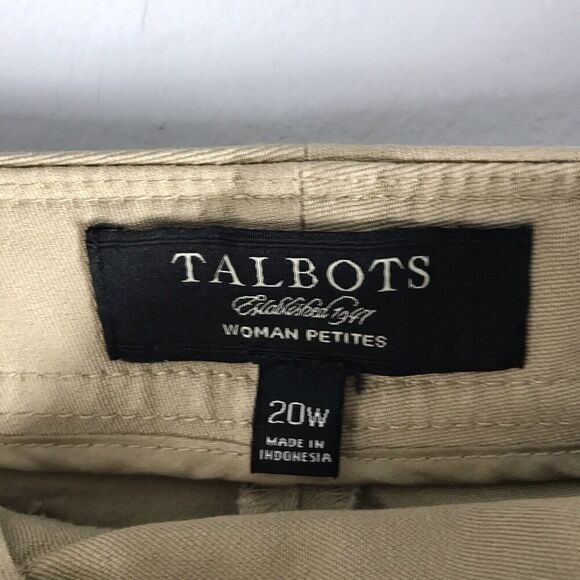 TALBOTS
Established 1947
WOMAN PETITES
20W
MADE IN
INDONESIA